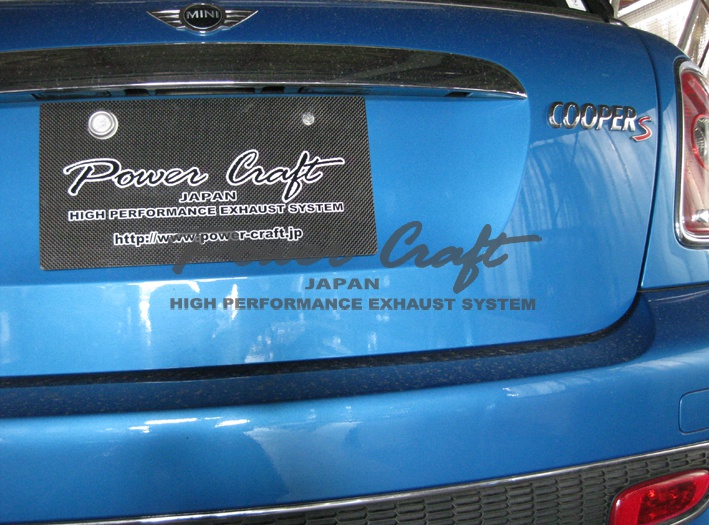 MINI
COOPER S
Power Craft
JAPAN
HIGH PERFORMANCE EXHAUST SYSTEM
http://www.power-craft.jp
Power Craft
JAPAN
HIGH PERFORMANCE EXHAUST SYSTEM